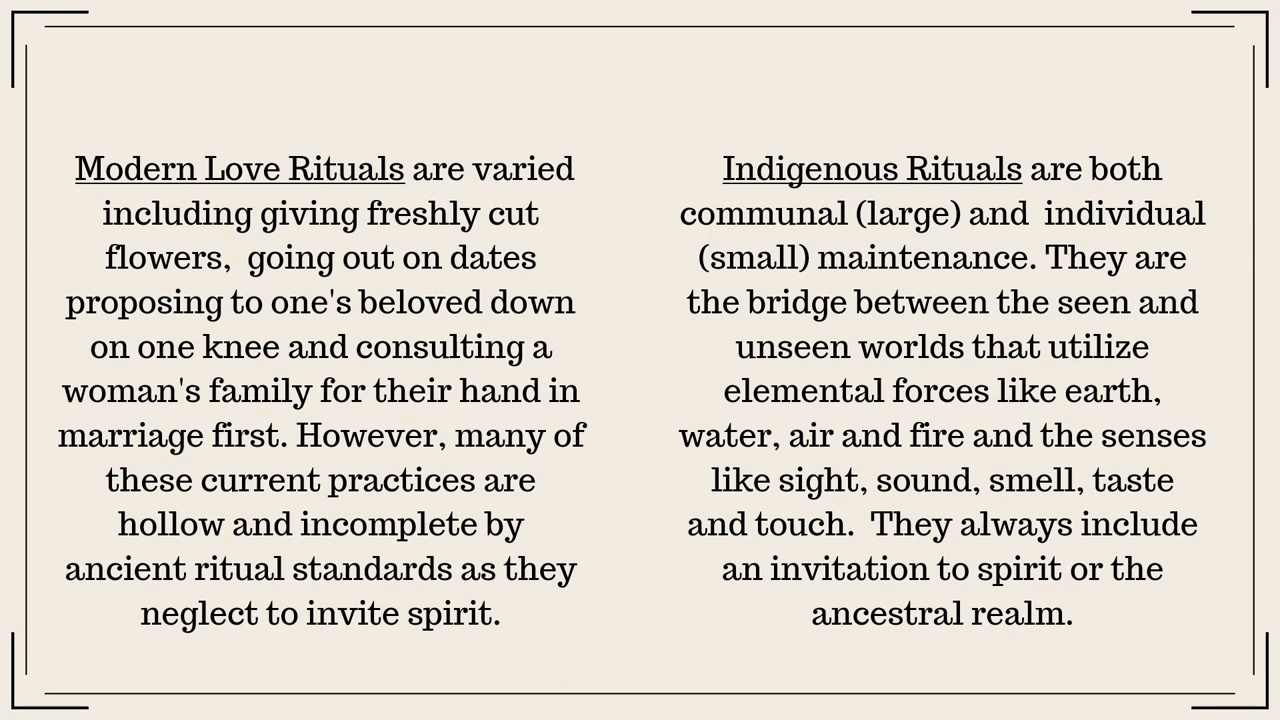 Modern Love Rituals are varied
including giving freshly cut
flowers,  going out on dates
proposing to one's beloved down
on one knee and consulting a
woman's family for their hand in
marriage first. However, many of
these current practices are
hollow and incomplete by
ancient ritual standards as they
neglect to invite spirit.
Indigenous Rituals are both
communal (large) and  individual
(small) maintenance. They are
the bridge between the seen and
unseen worlds that utilize
elemental forces like earth,
water, air and fire and the senses
like sight, sound, smell, taste
and touch.  They always include
an invitation to spirit or the
ancestral realm.